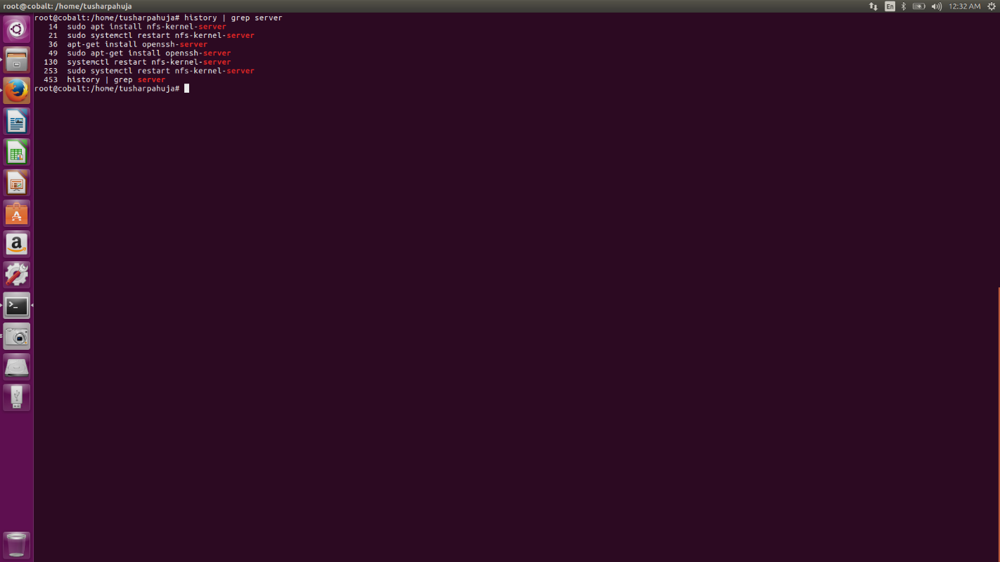 root@cobalt: /home/tusharpahuja
En
12:32 AM
root@cobalt:/home/tusharpahuja# history | grep server
14 sudo apt install nfs-kernel-server
21 sudo systemctl restart nfs-kernel-server
36 apt-get install openssh-server
49 sudo apt-get install openssh-server
130 systemctl restart nfs-kernel-server
253 sudo systemctl restart nfs-kernel-server
453 history | grep server
root@cobalt:/home/tusharpahuja#